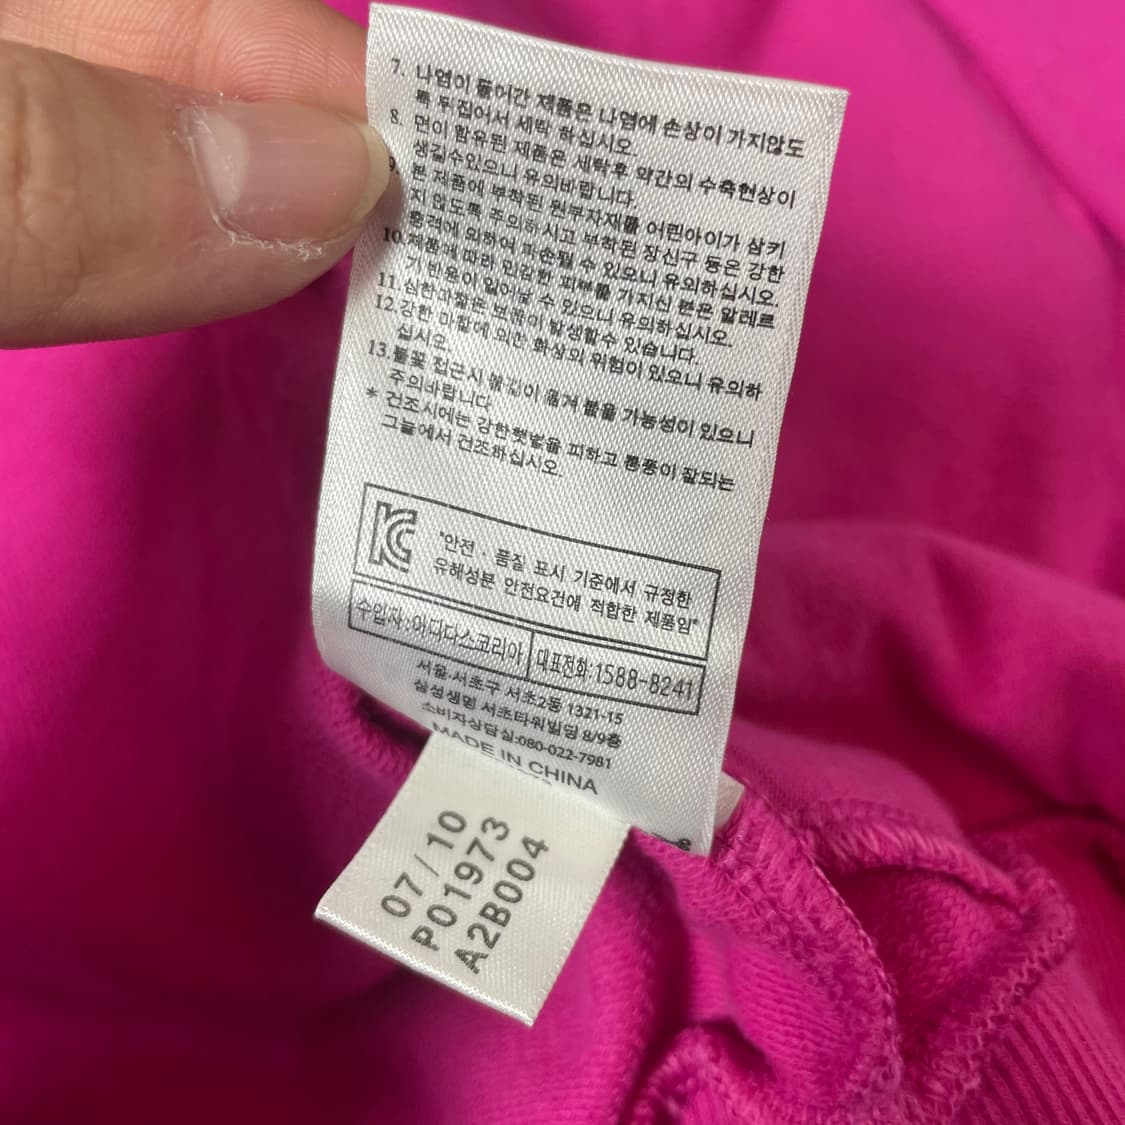 7. 나염이 들어간 제품은 나염에 손상이 가지않도
록 뒤집어서 세탁 하십시오.
8. 면이 함유된 제품은 세탁후 약간의 수축현상이
생길수있으니 유의바랍니다.
9. 본 제품에 부착된 원부자재를 어린아이가 삼키
지 않도록 주의하시고 부착된 장신구 등은 강한
충격에 의하여 파손될 수 있으니 유의하십시오.
10.제품에 따라 민감한 피부를 가지신 분은 알레르
기 반응이 일어날 수 있으니 유의하십시오.
11.심한마찰은 보풀이 발생할수 있습니다.
12.강한 마찰에 의한 화상의 위험이 있으니 유의하
십시오.
13.불꽃 접근시 불길이 옮겨 붙을 가능성이 있으니
주의바랍니다.
* 건조시에는 강한햇볕을 피하고 통풍이 잘되는
그늘에서 건조하십시오.
"안전 · 품질 표시 기준에서 규정한
유해성분 안전요건에 적합한 제품임"
수입자:아디다스코리아 대표전화:1588-8241
서울.서초구 서초2동 1321-15
삼성생명 서초타워빌딩 8/9층
소비자상담실:080-022-7981
MADE IN CHINA
07/10
P01973
A2B004